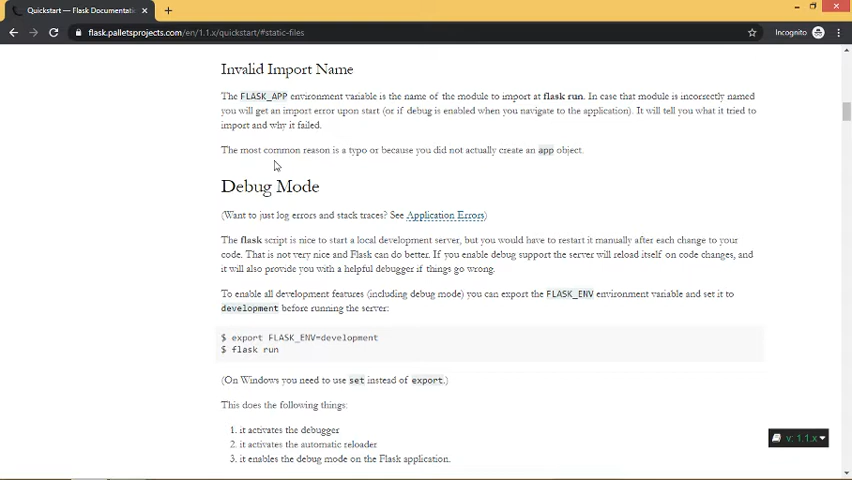 Quickstart — Flask Documentatio
flask.palletsprojects.com/en/1.1.x/quickstart/#static-files
Incognito
Invalid Import Name
The FLASK_APP environment variable is the name of the module to import at flask run. In case that module is incorrectly named
you will get an import error upon start (or if debug is enabled when you navigate to the application). It will tell you what it tried to
import and why it failed.
The most common reason is a typo or because you did not actually create an app object.
Debug Mode
(Want to just log errors and stack traces? See Application Errors)
The flask script is nice to start a local development server, but you would have to restart it manually after each change to your
code. That is not very nice and Flask can do better. If you enable debug support the server will reload itself on code changes, and
it will also provide you with a helpful debugger if things go wrong.
To enable all development features (including debug mode) you can export the FLASK_ENV environment variable and set it to
development before running the server:
$ export FLASK_ENV=development
$ flask run
(On Windows you need to use set instead of export.)
This does the following things:
1. it activates the debugger
2. it activates the automatic reloader
3. it enables the debug mode on the Flask application.
v: 1.1.x